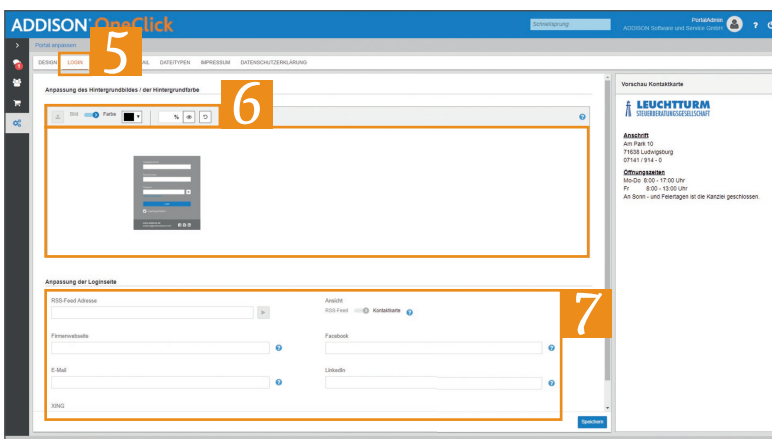 ADDISON OneClick
Schnellsprung:
PortalAdmin
ADDISON Software und Service GmbH
Portal anpassen
5
DESIGN LOGIN AIL DATEITYPEN IMPRESSUM DATENSCHUTZERKLÄRUNG
Anpassung des Hintergrundbildes / der Hintergrundfarbe
6
Bild Farbe %
Anpassung der Loginseite
7
RSS-Feed Adresse
Ansicht
RSS-Feed Kontaktkarte
Firmenwebseite
Facebook
E-Mail
LinkedIn
XING
Speichern
Vorschau Kontaktkarte
LEUCHTTURM
STEUERBERATUNGSGESELLSCHAFT
Anschrift
Am Park 10
71638 Ludwigsburg
07141 / 914 - 0
Öffnungszeiten
Mo-Do 8:00 - 17:00 Uhr
Fr 8:00 - 13:00 Uhr
An Sonn - und Feiertagen ist die Kanzlei geschlossen.